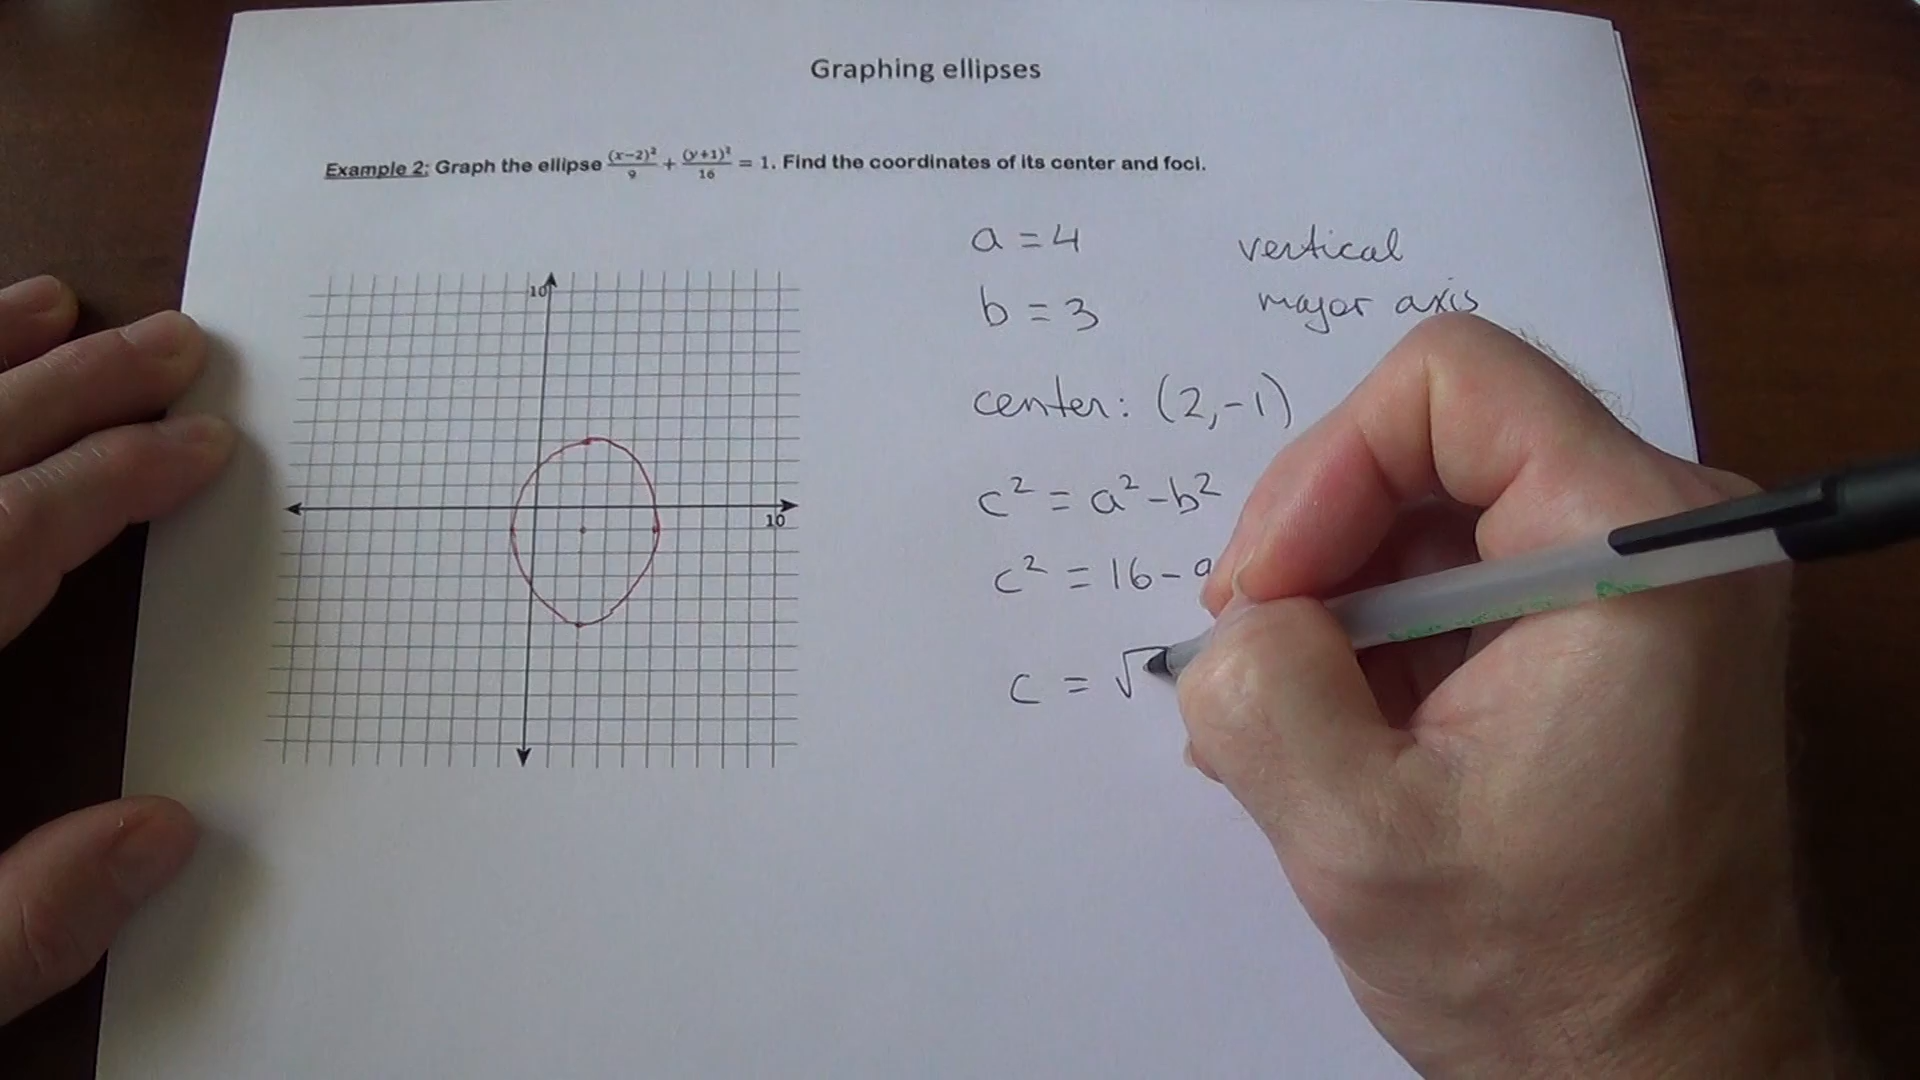 Graphing ellipses
Example 2: Graph the ellipse (x−2)²/9 + (y+1)²/16 = 1. Find the coordinates of its center and foci.
10
10
a = 4
vertical
b = 3
major axis
center: (2,-1)
c² = a² - b²
c² = 16 - 9
c = √